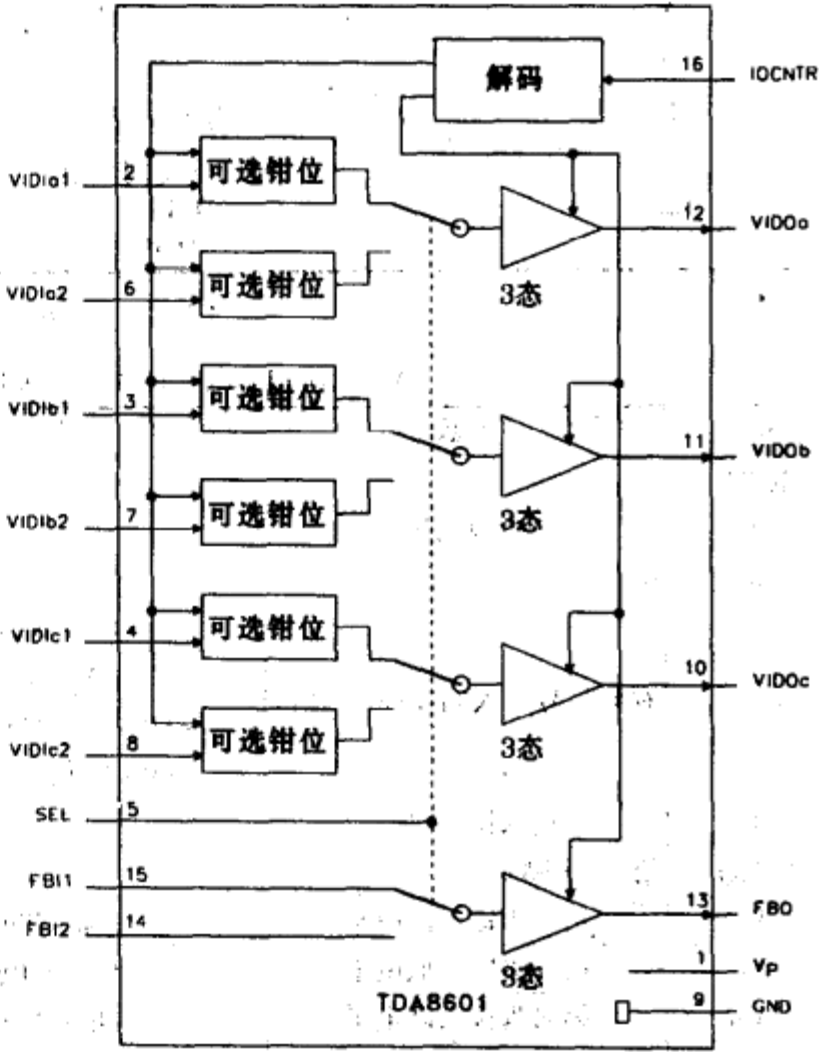 解码
16
IOCNTR
可选钳位
VIDIa1
2
12
VIDOa
可选钳位
3态
VIDIa2
6
可选钳位
VIDIb1
3
11
VIDOb
可选钳位
3态
VIDIb2
7
可选钳位
VIDIc1
4
10
VIDOc
可选钳位
3态
VIDIc2
8
SEL
5
FBI1
15
13
FBO
FBI2
14
3态
1
VP
TDA8601
9
GND